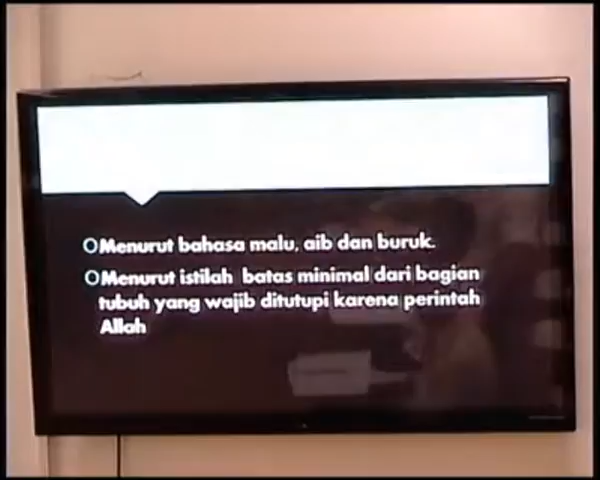 Menurut bahasa malu, aib dan buruk.
Menurut istilah batas minimal dari bagian
tubuh yang wajib ditutupi karena perintah
Allah